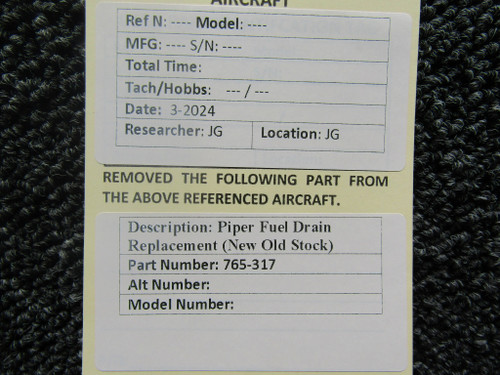 AIRCRAFT
Ref N: ---- Model: ----
MFG: ---- S/N: ----
Total Time:
Tach/Hobbs: --- / ---
Date: 3-2024
Researcher: JG Location: JG
REMOVED THE FOLLOWING PART FROM
THE ABOVE REFERENCED AIRCRAFT.
Description: Piper Fuel Drain
Replacement (New Old Stock)
Part Number: 765-317
Alt Number:
Model Number: